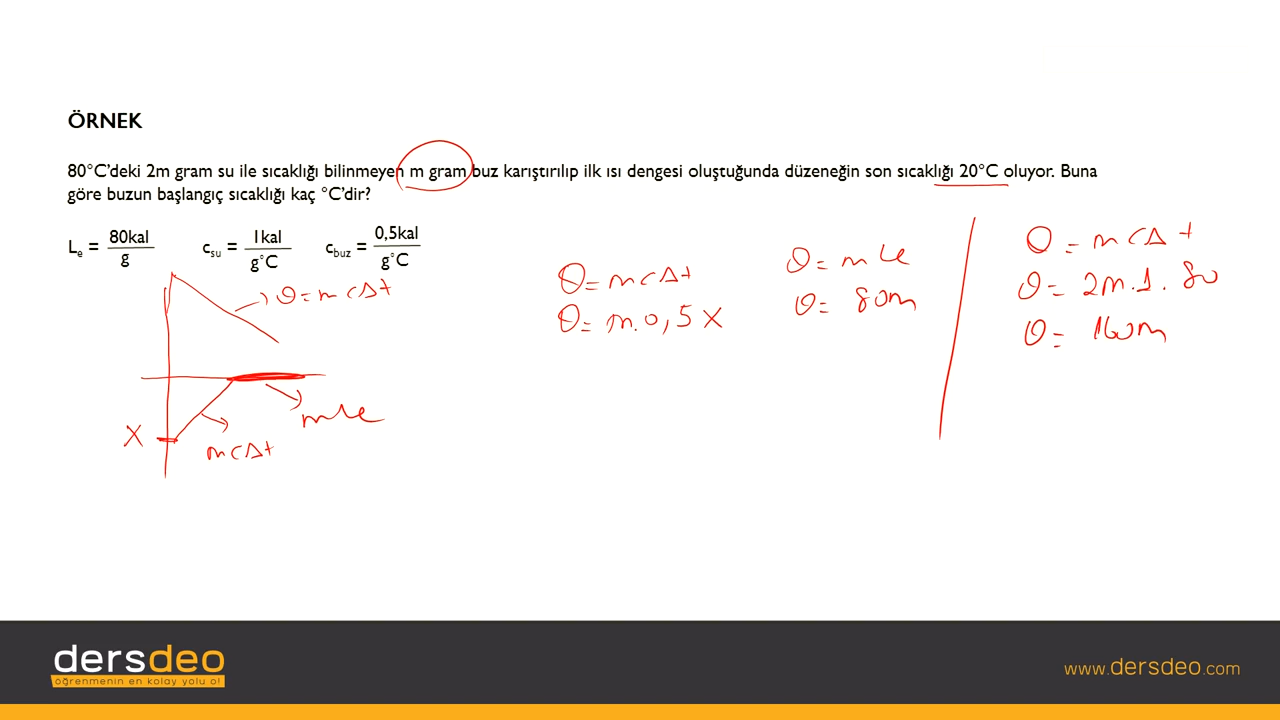 ÖRNEK
80°C'deki 2m gram su ile sıcaklığı bilinmeyen m gram buz karıştırılıp ilk ısı dengesi oluştuğunda düzeneğin son sıcaklığı 20°C oluyor. Buna
göre buzun başlangıç sıcaklığı kaç °C'dir?
Le = 80kal/g csu = 1kal/g°C cbuz = 0,5kal/g°C
Q = mcΔt
Q = mcΔt
Q = m.0,5X
Q = mLe
Q = 80m
Q = mcΔt
Q = 2m.1.80
Q = 160m
X
mcΔt
mLe
dersdeo
öğrenmenin en kolay yolu o!
www.dersdeo.com